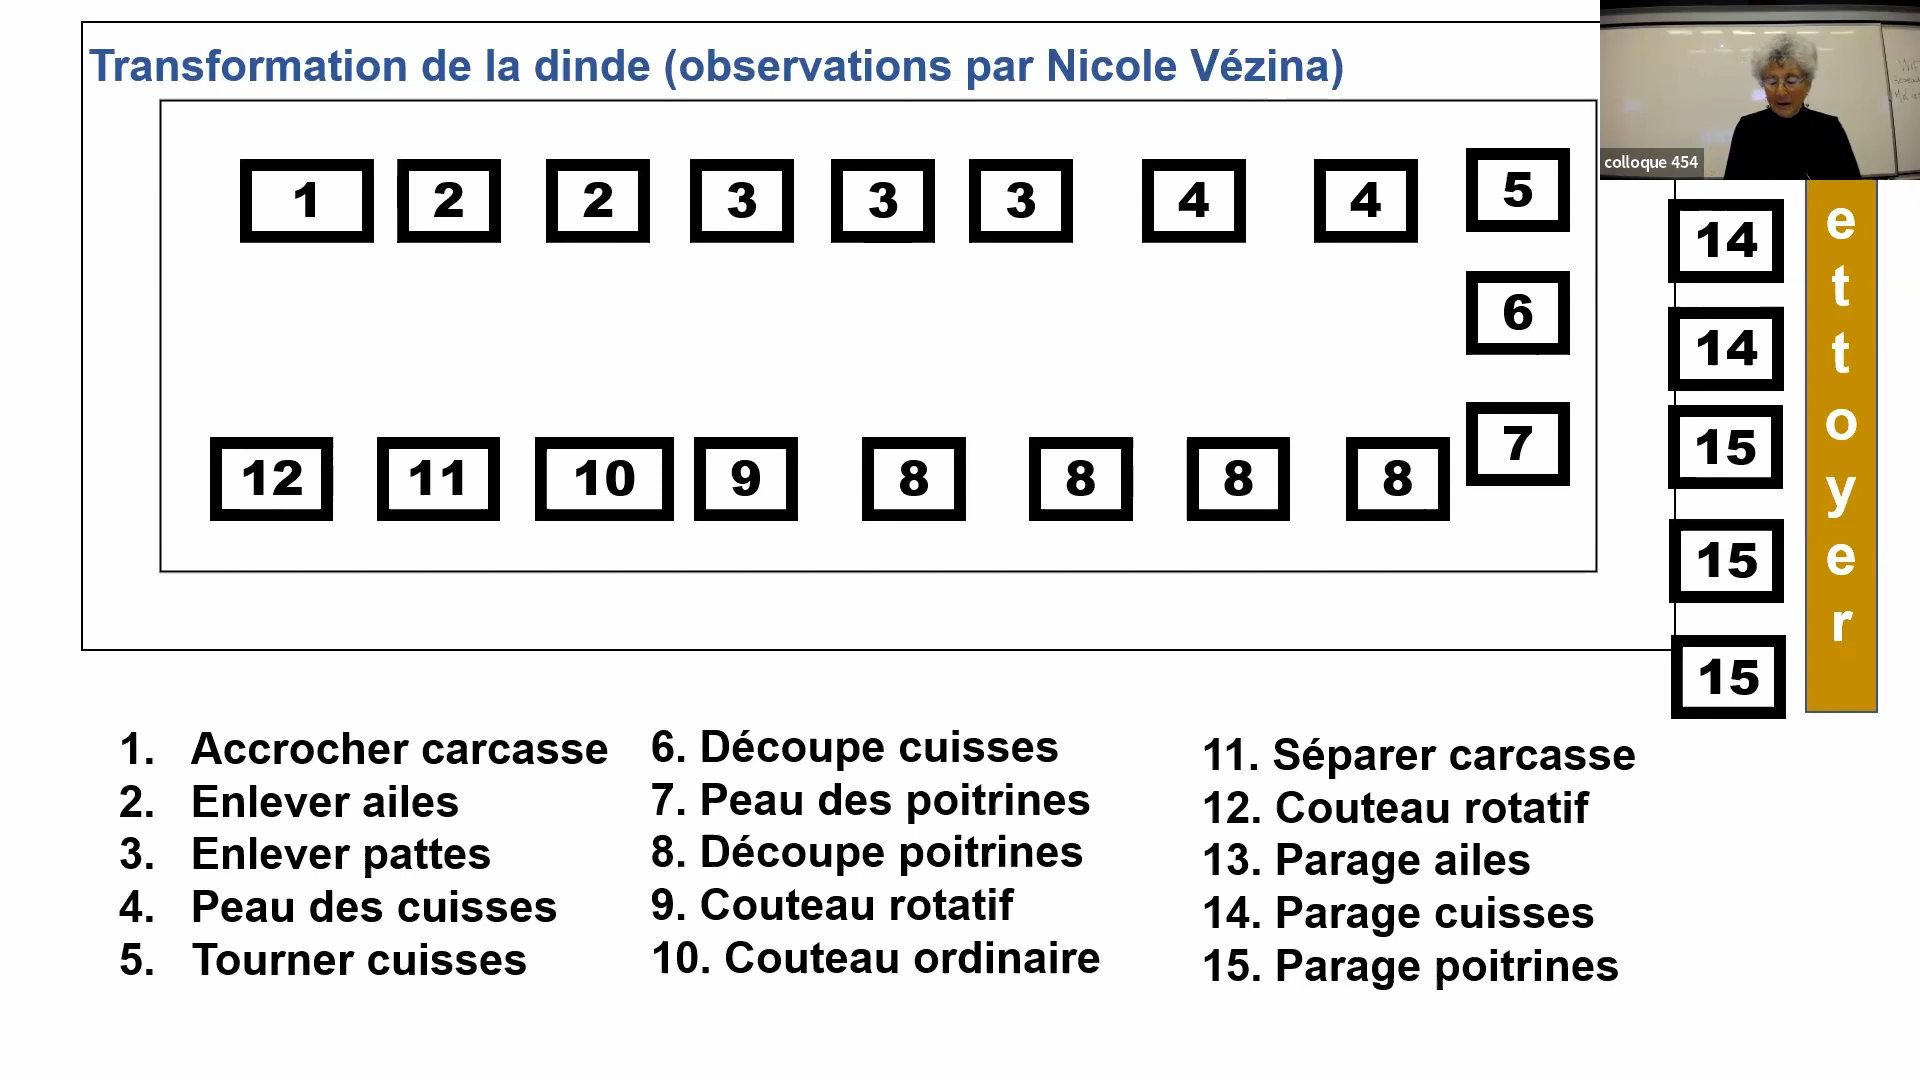 Transformation de la dinde (observations par Nicole Vézina)
colloque 454
1 2 2 3 3 3 4 4 5
6
7
12 11 10 9 8 8 8 8
14
14
15
15
15
e
t
t
o
y
e
r
1. Accrocher carcasse
2. Enlever ailes
3. Enlever pattes
4. Peau des cuisses
5. Tourner cuisses
6. Découpe cuisses
7. Peau des poitrines
8. Découpe poitrines
9. Couteau rotatif
10. Couteau ordinaire
11. Séparer carcasse
12. Couteau rotatif
13. Parage ailes
14. Parage cuisses
15. Parage poitrines